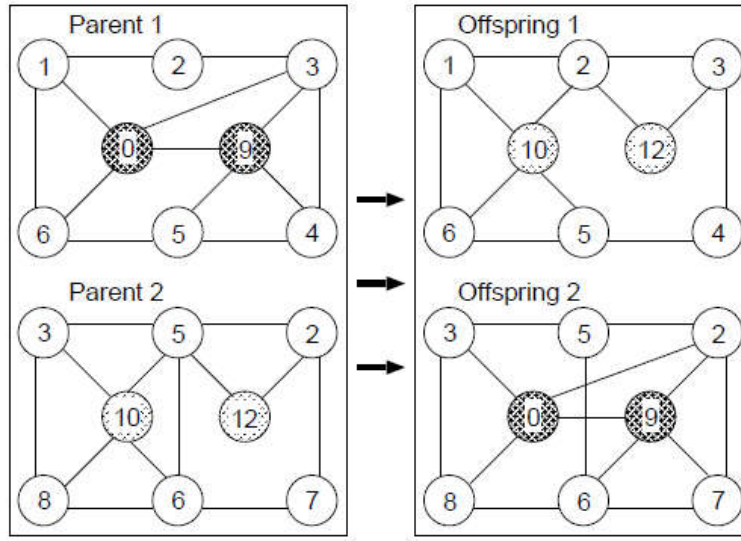 Parent 1
Offspring 1
1 2 3
1 2 3
0 9
10 12
6 5 4
6 5 4
Parent 2
Offspring 2
3 5 2
3 5 2
10 12
0 9
8 6 7
8 6 7